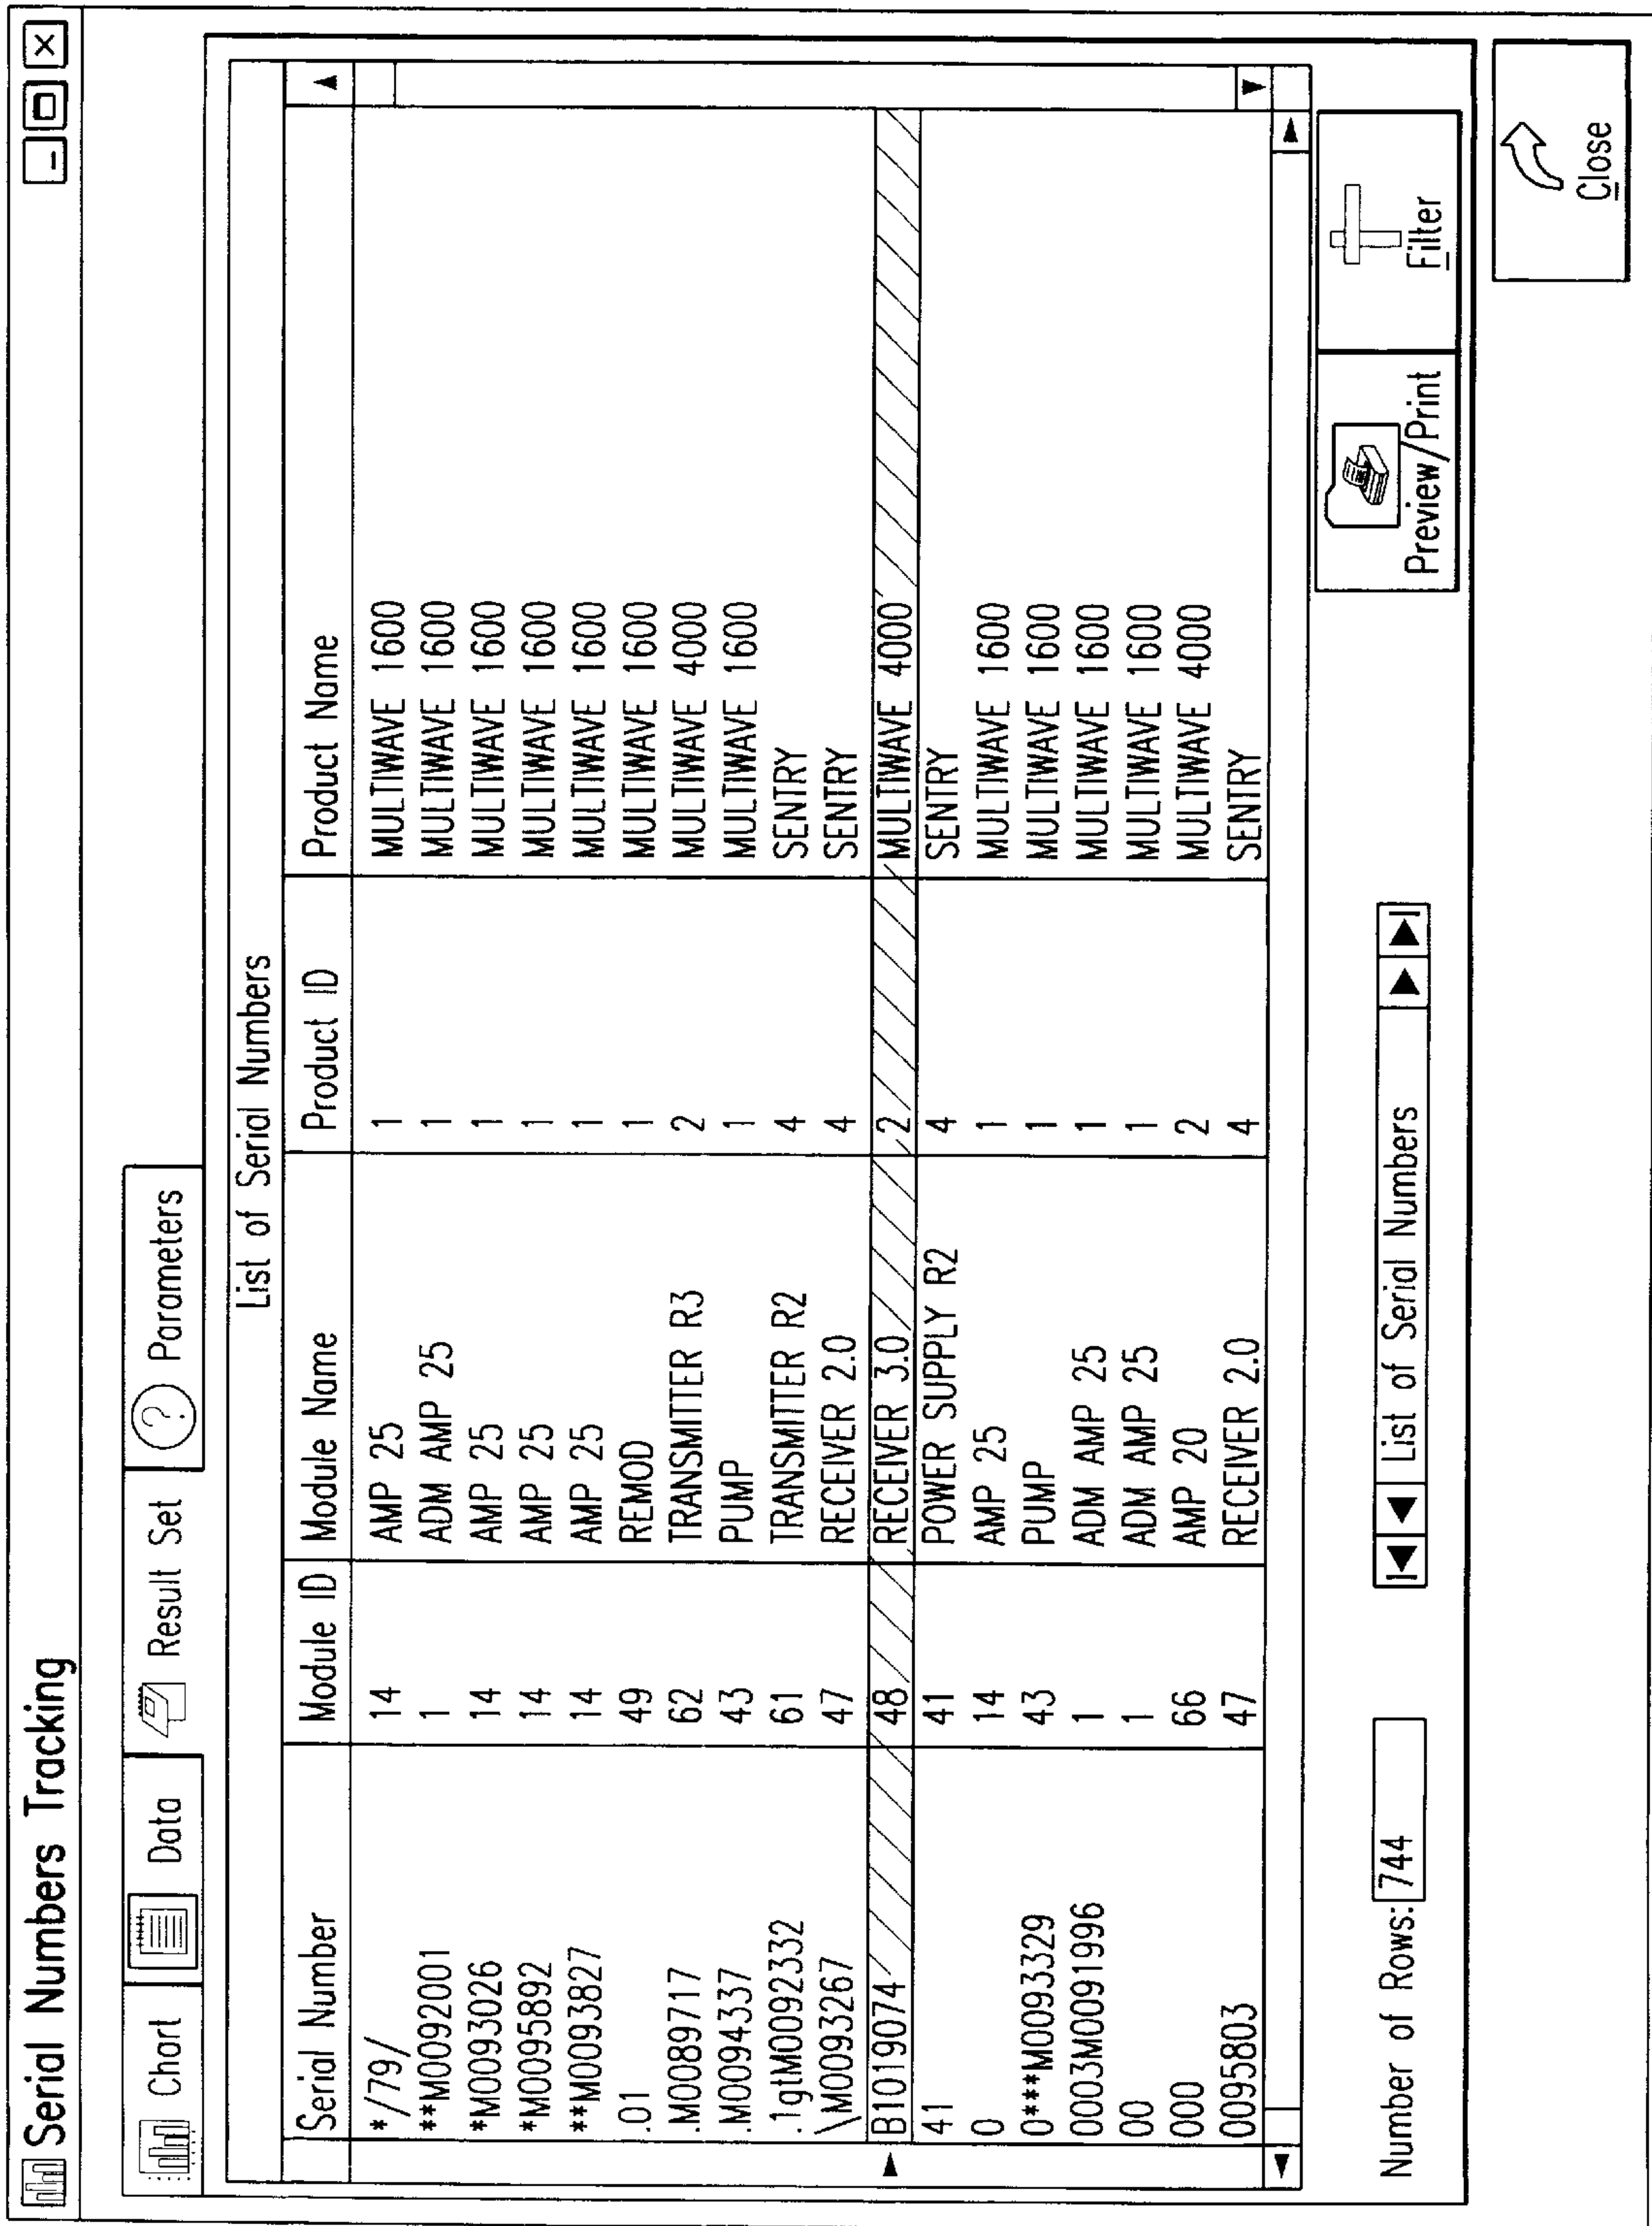 Serial Numbers Tracking
Chart Data Result Set ? Parameters
List of Serial Numbers
Serial Number Module ID Module Name Product ID Product Name
*/79/ 14 AMP 25 1 MULTIWAVE 1600
**M0092001 1 ADM AMP 25 1 MULTIWAVE 1600
*M0093026 14 AMP 25 1 MULTIWAVE 1600
*M0095892 14 AMP 25 1 MULTIWAVE 1600
**M0093827 14 AMP 25 1 MULTIWAVE 1600
.01 49 REMOD 1 MULTIWAVE 1600
.M0089717 62 TRANSMITTER R3 2 MULTIWAVE 4000
.M0094337 43 PUMP 1 MULTIWAVE 1600
.1gtM0092332 61 TRANSMITTER R2 4 SENTRY
\M0093267 47 RECEIVER 2.0 4 SENTRY
B1019074 48 RECEIVER 3.0 2 MULTIWAVE 4000
41 41 POWER SUPPLY R2 4 SENTRY
0 14 AMP 25 1 MULTIWAVE 1600
0***M0093329 43 PUMP 1 MULTIWAVE 1600
0003M0091996 1 ADM AMP 25 1 MULTIWAVE 1600
00 1 ADM AMP 25 1 MULTIWAVE 1600
000 66 AMP 20 2 MULTIWAVE 4000
0095803 47 RECEIVER 2.0 4 SENTRY
Number of Rows: 744 List of Serial Numbers Preview/Print Filter
Close